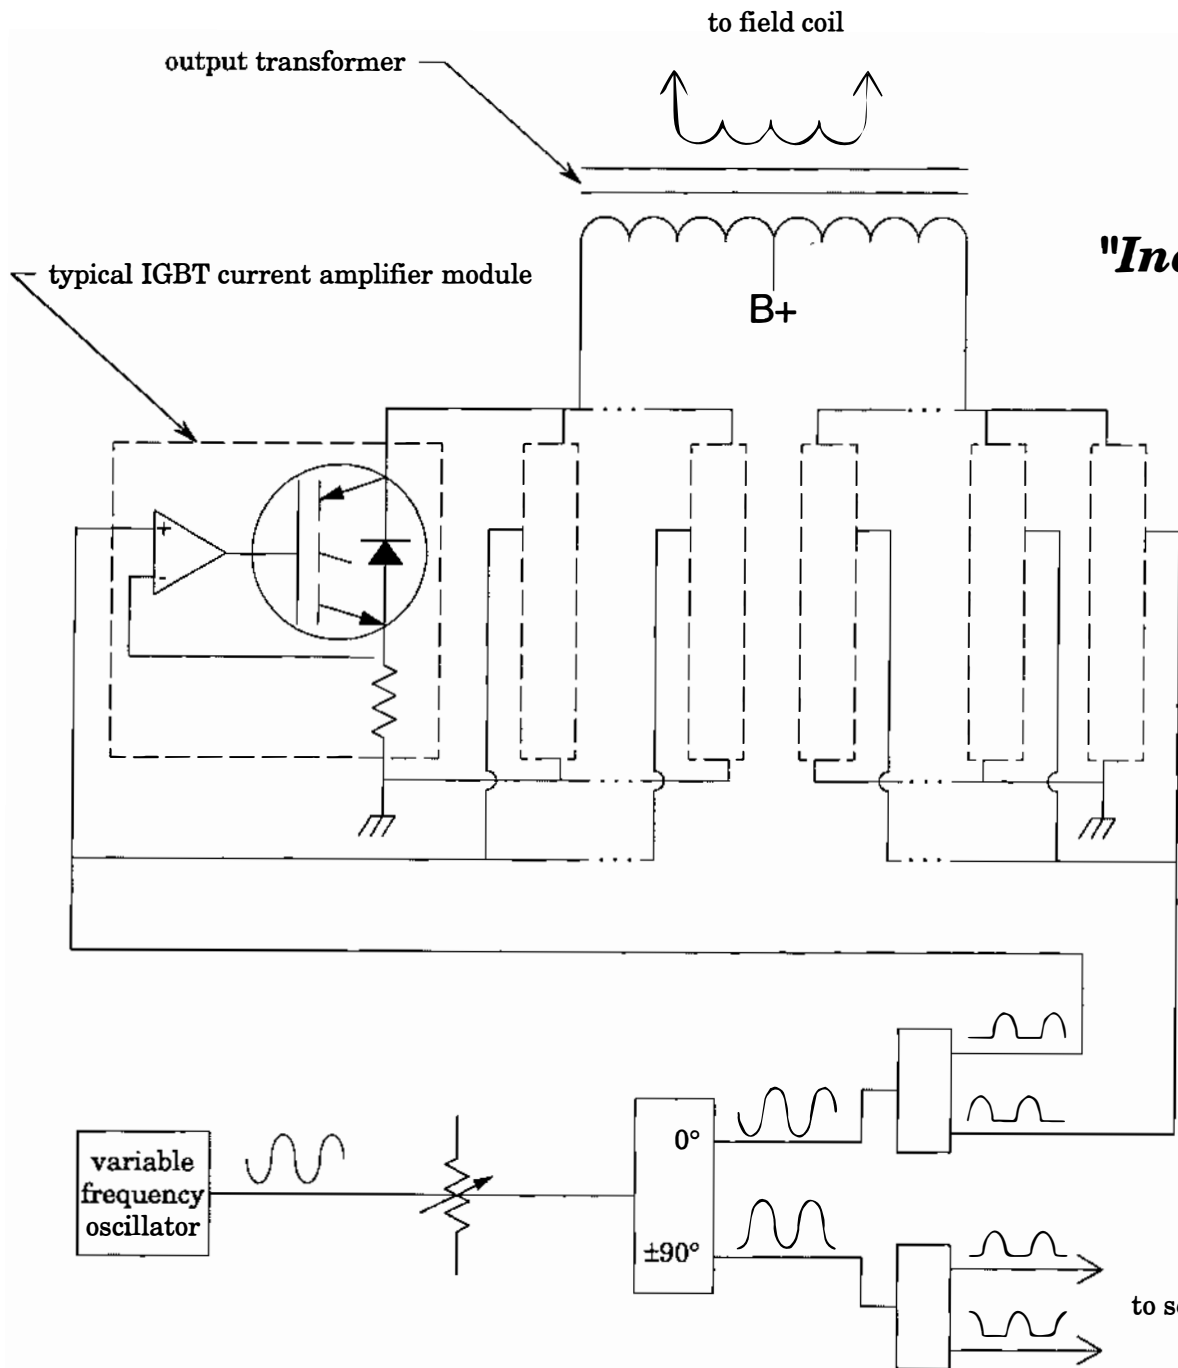 to field coil
output transformer
typical IGBT current amplifier module
B+
+
-
0°
variable
frequency
oscillator
±90°